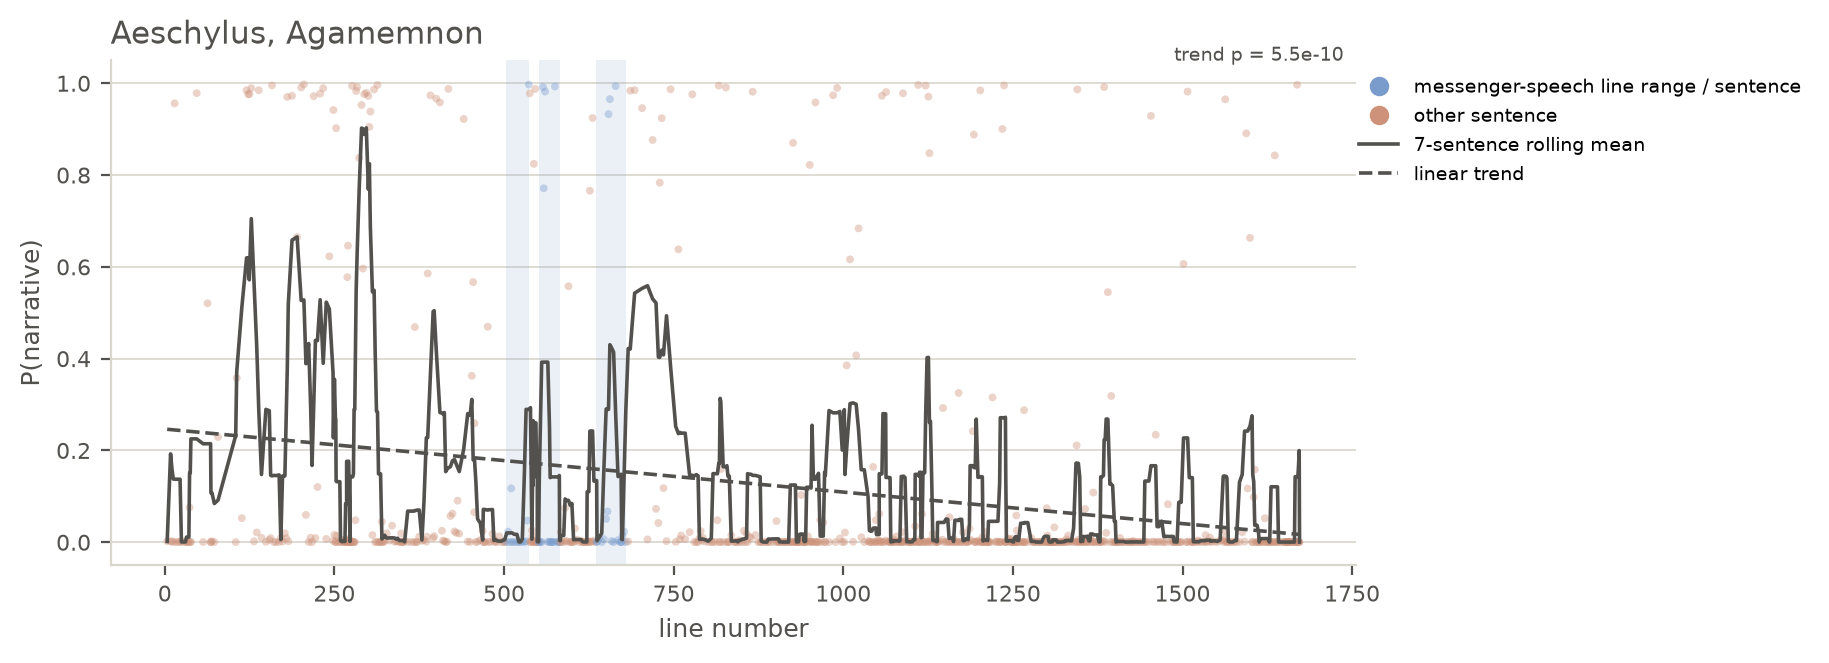 Aeschylus, Agamemnon
trend p = 5.5e-10
messenger-speech line range / sentence
other sentence
7-sentence rolling mean
linear trend
P(narrative)
1.0
0.8
0.6
0.4
0.2
0.0
0 250 500 750 1000 1250 1500 1750
line number